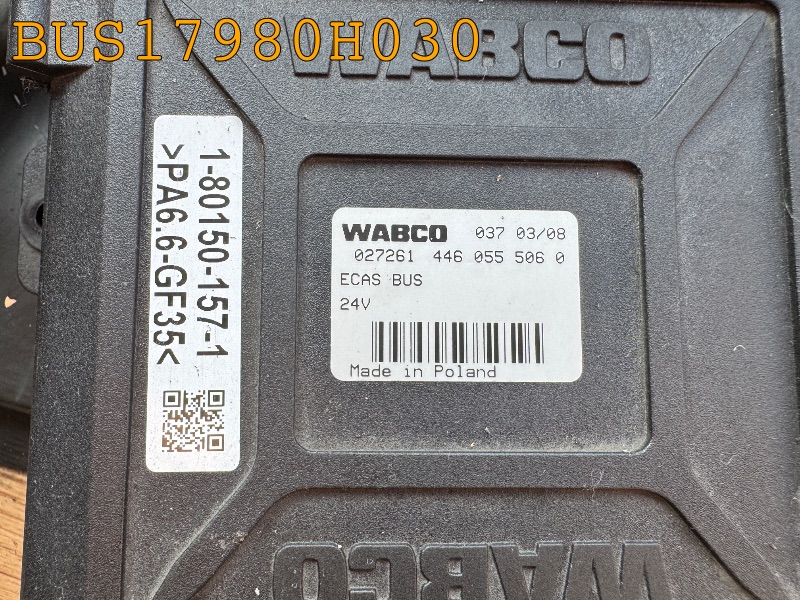 BUS17980H030
WABCO
1-80150-157-1
>PA6.6-GF35<
WABCO 037 03/08
027261 446 055 506 0
ECAS BUS
24V
Made in Poland
WABCO